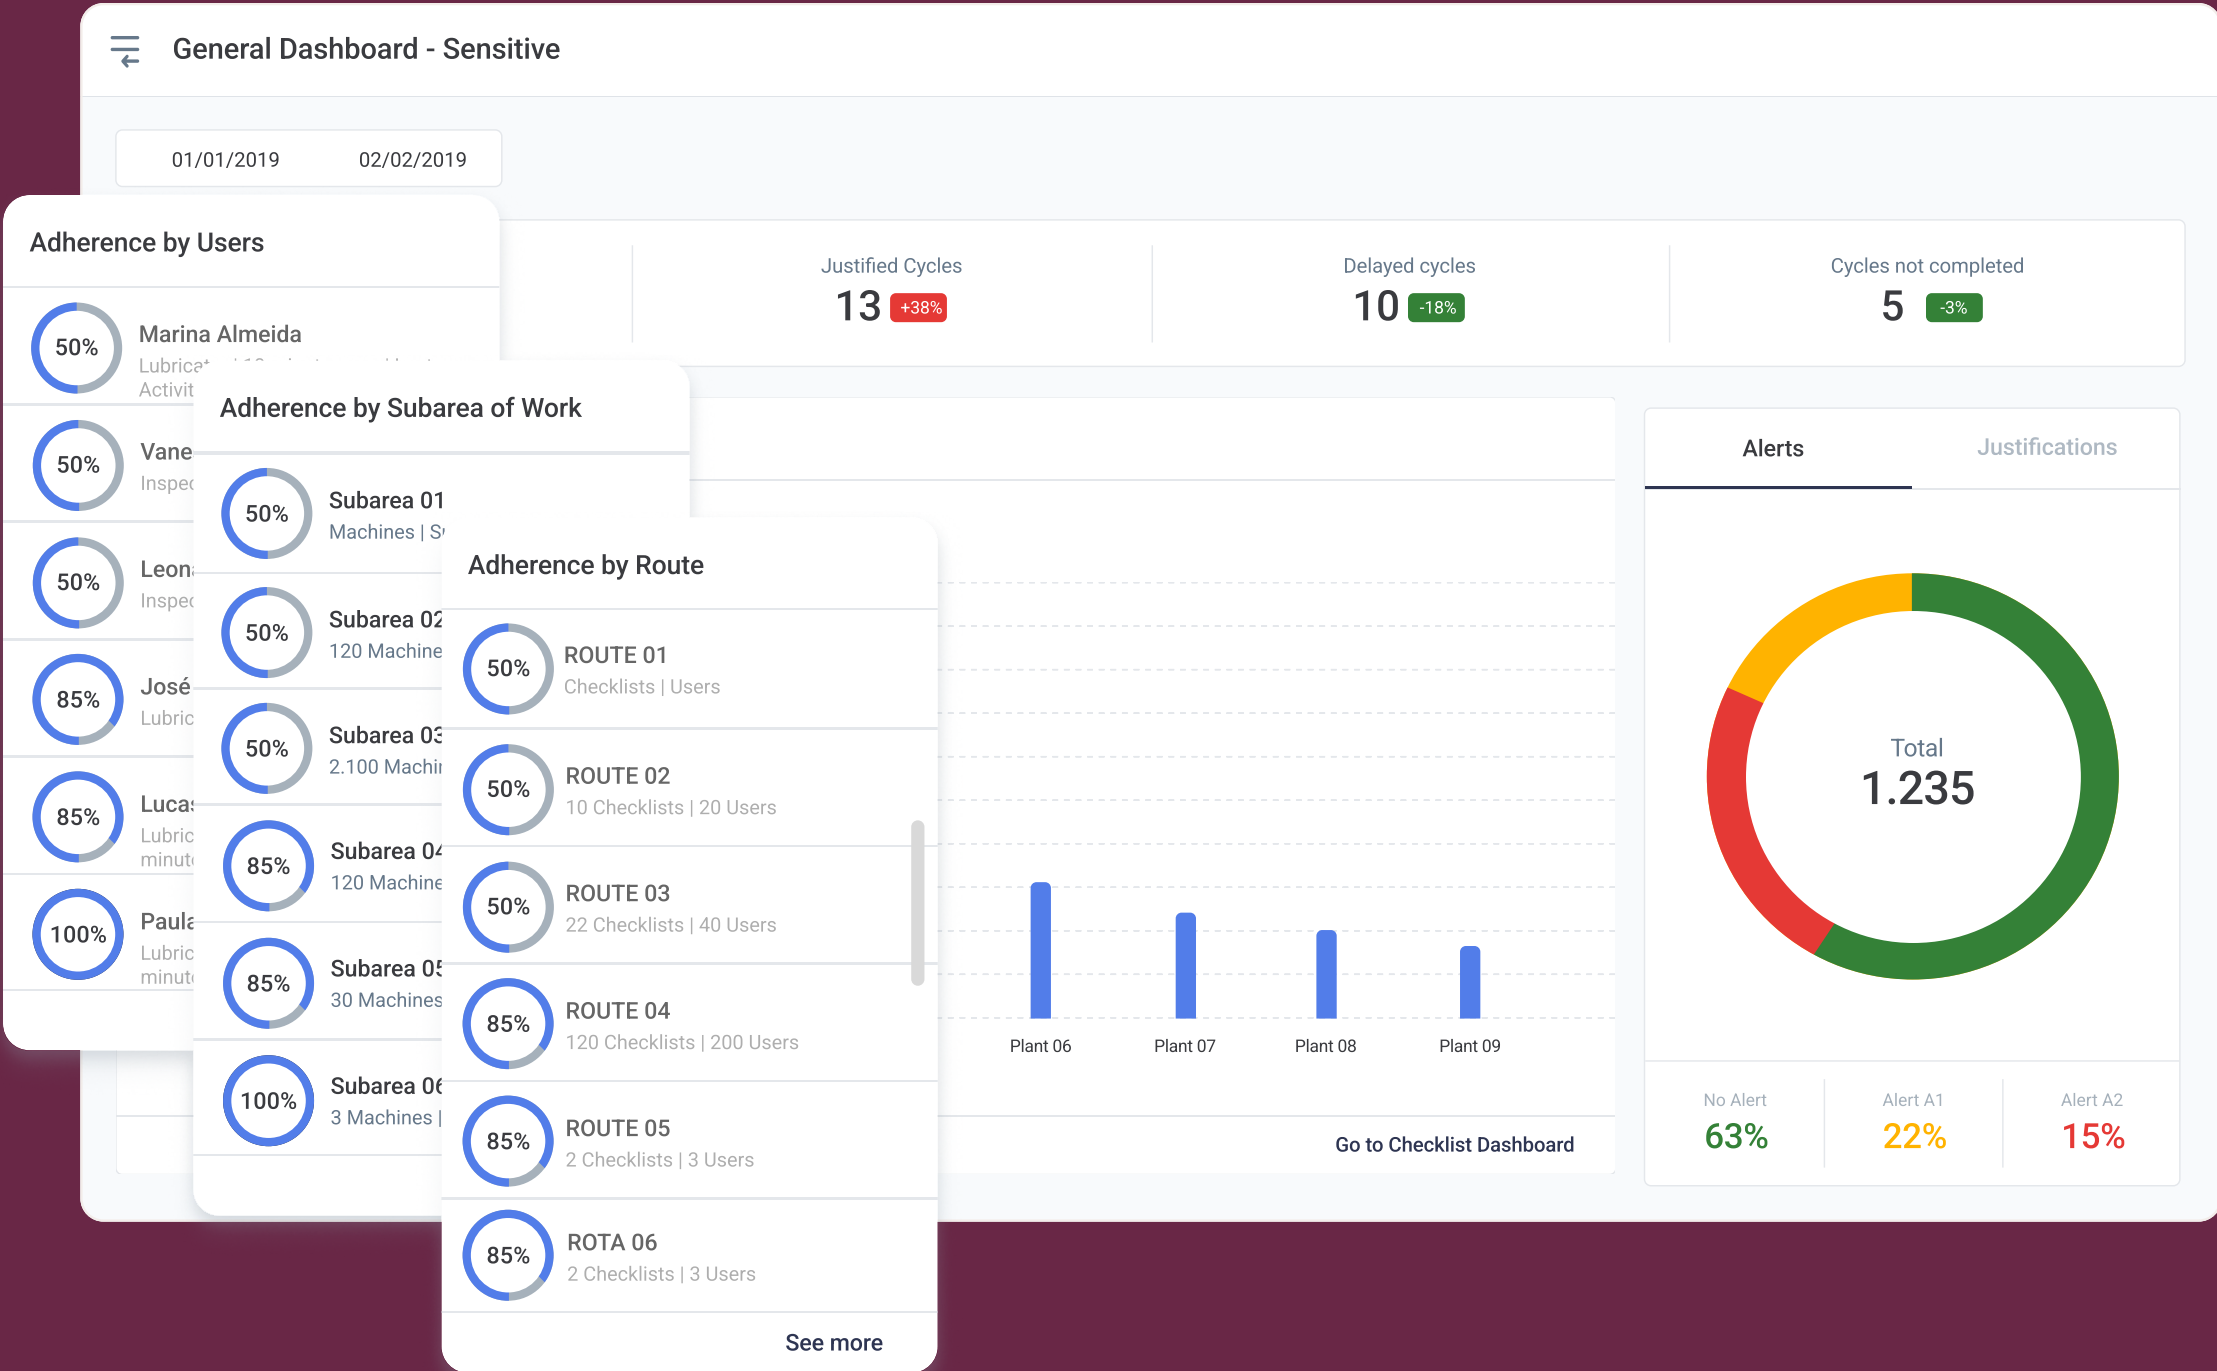 General Dashboard - Sensitive
01/01/2019 02/02/2019
Justified Cycles
13 +38%
Delayed cycles
10 -18%
Cycles not completed
5 -3%
Adherence by Users
50%
Marina Almeida
50%
50%
85%
José
85%
100%
Adherence by Subarea of Work
50%
Subarea 01
Machines |
50%
Subarea 02
120
50%
Subarea 03
2.100
85%
Subarea 04
120
85%
Subarea 05
30 Machines
100%
Subarea 06
3 Machines |
Adherence by Route
50%
ROUTE 01
Checklists | Users
50%
ROUTE 02
10 Checklists | 20 Users
50%
ROUTE 03
22 Checklists | 40 Users
85%
ROUTE 04
120 Checklists | 200 Users
85%
ROUTE 05
2 Checklists | 3 Users
85%
ROTA 06
2 Checklists | 3 Users
See more
Plant 06 Plant 07 Plant 08 Plant 09
Go to Checklist Dashboard
Alerts Justifications
Total
1.235
No Alert Alert A1 Alert A2
63% 22% 15%